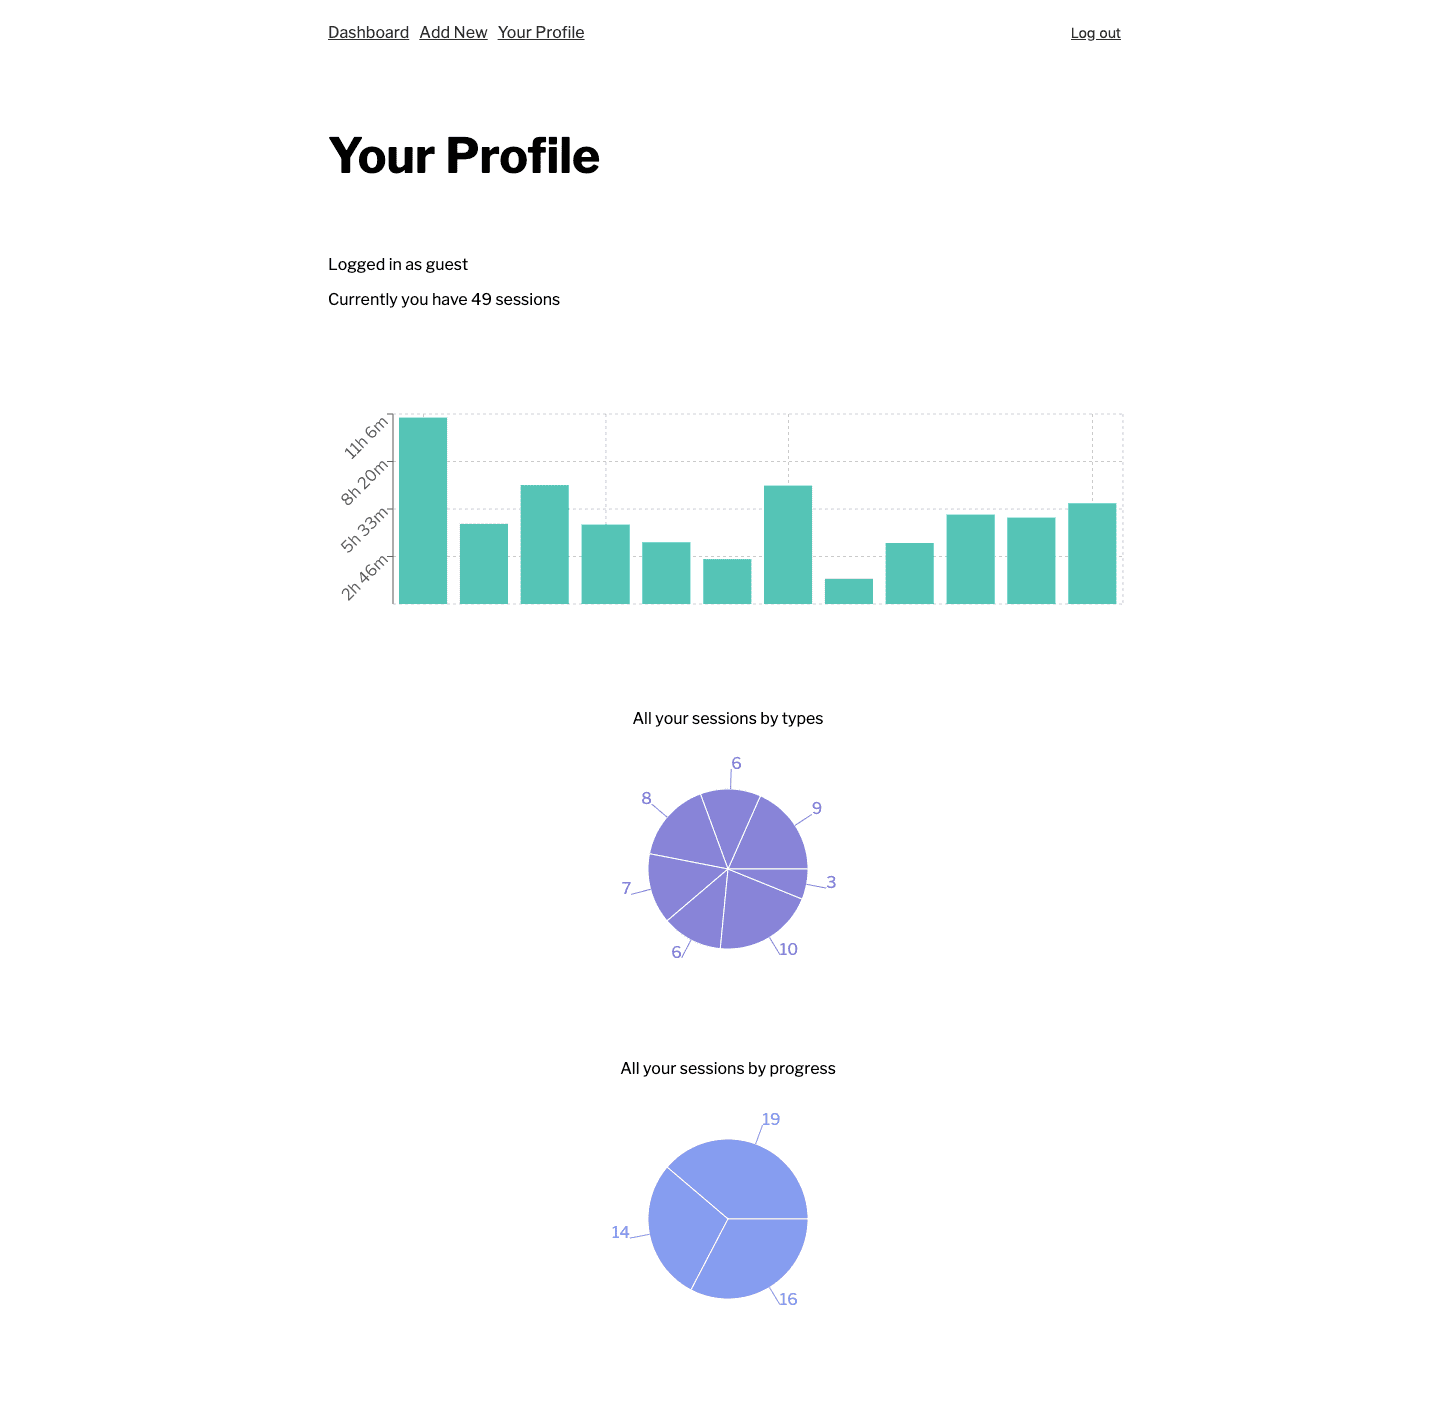 Dashboard Add New Your Profile Log out
Your Profile
Logged in as guest
Currently you have 49 sessions
11h 6m
8h 20m
5h 33m
2h 46m
All your sessions by types
6
8
9
7
3
6
10
All your sessions by progress
19
14
16